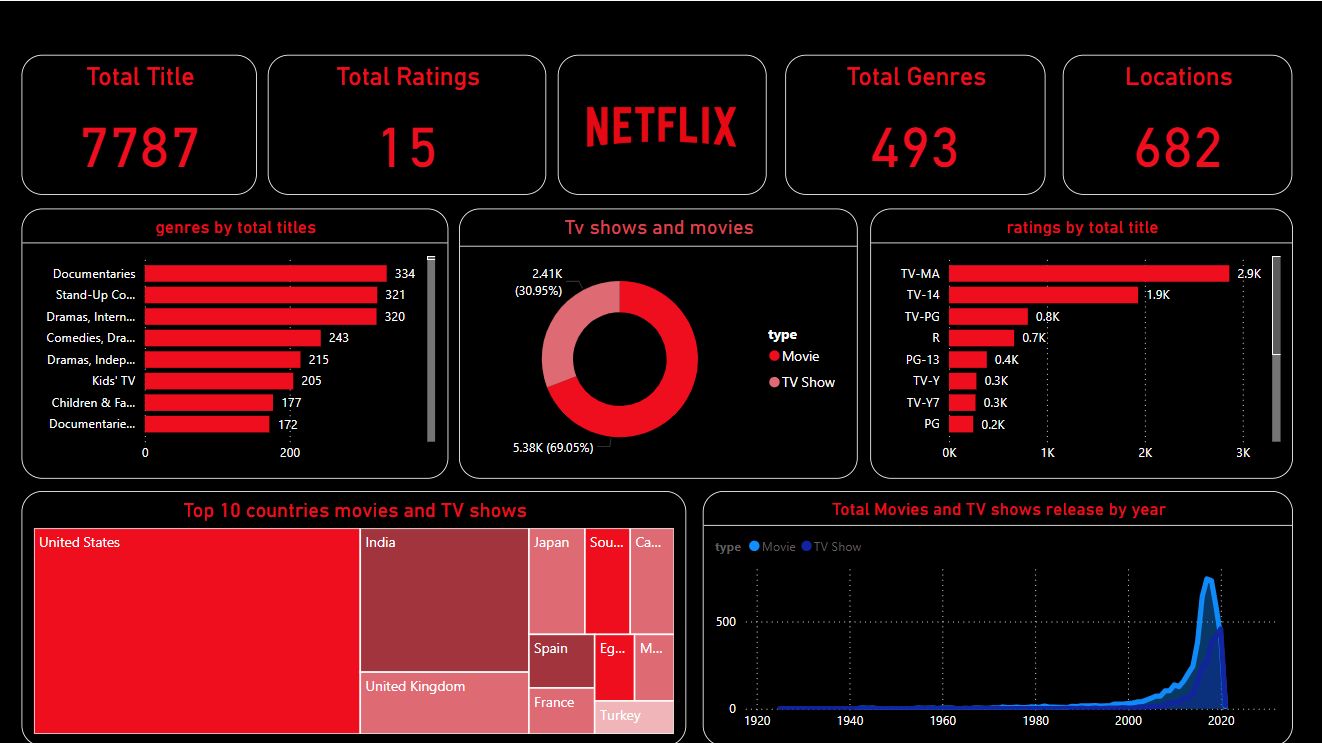 Total Title
7787
Total Ratings
15
NETFLIX
Total Genres
493
Locations
682
genres by total titles
Documentaries 334
Stand-Up Co... 321
Dramas, Intern... 320
Comedies, Dra... 243
Dramas, Indep... 215
Kids' TV 205
Children & Fa... 177
Documentarie... 172
0 200
Tv shows and movies
2.41K
(30.95%)
5.38K (69.05%)
type
Movie
TV Show
ratings by total title
TV-MA 2.9K
TV-14 1.9K
TV-PG 0.8K
R 0.7K
PG-13 0.4K
TV-Y 0.3K
TV-Y7 0.3K
PG 0.2K
0K 1K 2K 3K
Top 10 countries movies and TV shows
United States
India
United Kingdom
Japan
Sou...
Ca...
Spain
Eg...
M...
France
Turkey
Total Movies and TV shows release by year
type Movie TV Show
500
0
1920 1940 1960 1980 2000 2020